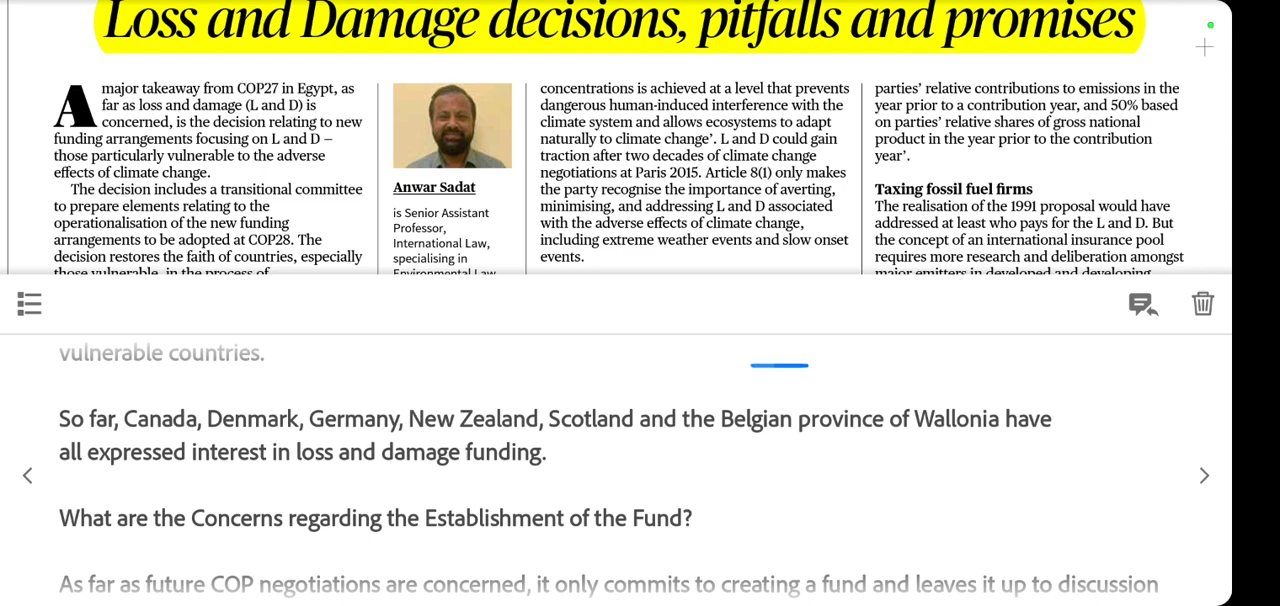 Loss and Damage decisions, pitfalls and promises
A major takeaway from COP27 in Egypt, as
far as loss and damage (L and D) is
concerned, is the decision relating to new
funding arrangements focusing on L and D –
those particularly vulnerable to the adverse
effects of climate change.
The decision includes a transitional committee
to prepare elements relating to the
operationalisation of the new funding
arrangements to be adopted at COP28. The
decision restores the faith of countries, especially
those vulnerable, in the process of
Anwar Sadat
is Senior Assistant
Professor,
International Law,
specialising in
Environmental Law
concentrations is achieved at a level that prevents
dangerous human-induced interference with the
climate system and allows ecosystems to adapt
naturally to climate change’. L and D could gain
traction after two decades of climate change
negotiations at Paris 2015. Article 8(1) only makes
the party recognise the importance of averting,
minimising, and addressing L and D associated
with the adverse effects of climate change,
including extreme weather events and slow onset
events.
parties’ relative contributions to emissions in the
year prior to a contribution year, and 50% based
on parties’ relative shares of gross national
product in the year prior to the contribution
year’.
Taxing fossil fuel firms
The realisation of the 1991 proposal would have
addressed at least who pays for the L and D. But
the concept of an international insurance pool
requires more research and deliberation amongst
major emitters in developed and developing
vulnerable countries.
So far, Canada, Denmark, Germany, New Zealand, Scotland and the Belgian province of Wallonia have
all expressed interest in loss and damage funding.
What are the Concerns regarding the Establishment of the Fund?
As far as future COP negotiations are concerned, it only commits to creating a fund and leaves it up to discussion